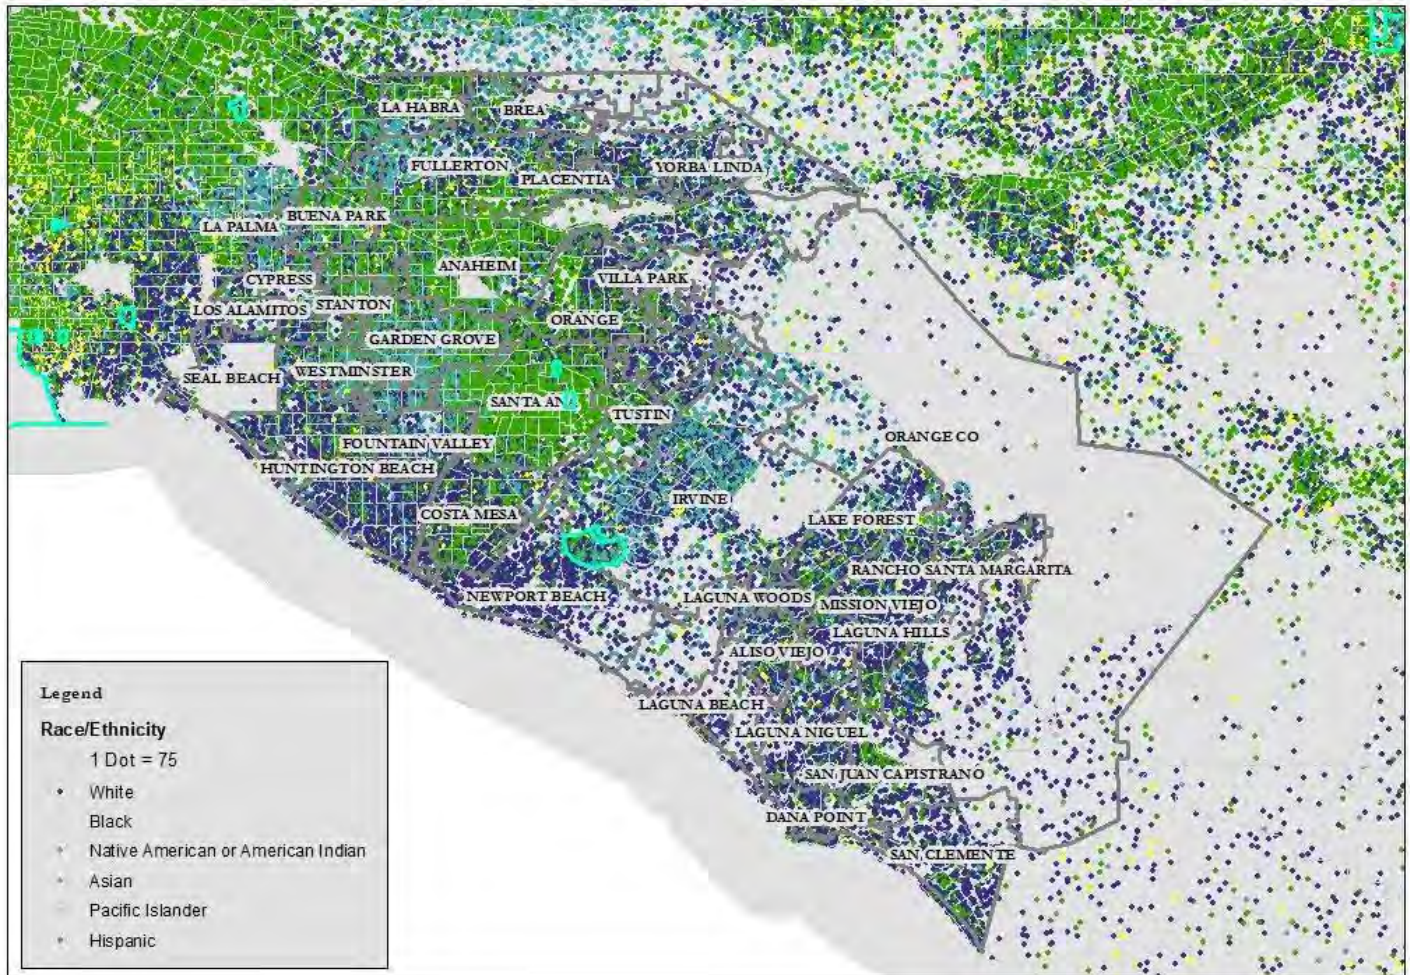 LA HABRA
BREA
FULLERTON
PLACENTIA
YORBA LINDA
LA PALMA
BUENA PARK
ANAHEIM
CYPRESS
VILLA PARK
LOS ALAMITOS
STANTON
ORANGE
GARDEN GROVE
SEAL BEACH
WESTMINSTER
SANTA ANA
TUSTIN
FOUNTAIN VALLEY
ORANGE CO
HUNTINGTON BEACH
IRVINE
COSTA MESA
LAKE FOREST
RANCHO SANTA MARGARITA
NEWPORT BEACH
LAGUNA WOODS
MISSION VIEJO
LAGUNA HILLS
ALISO VIEJO
LAGUNA BEACH
LAGUNA NIGUEL
SAN JUAN CAPISTRANO
DANA POINT
SAN CLEMENTE
Legend
Race/Ethnicity
1 Dot = 75
White
Black
Native American or American Indian
Asian
Pacific Islander
Hispanic